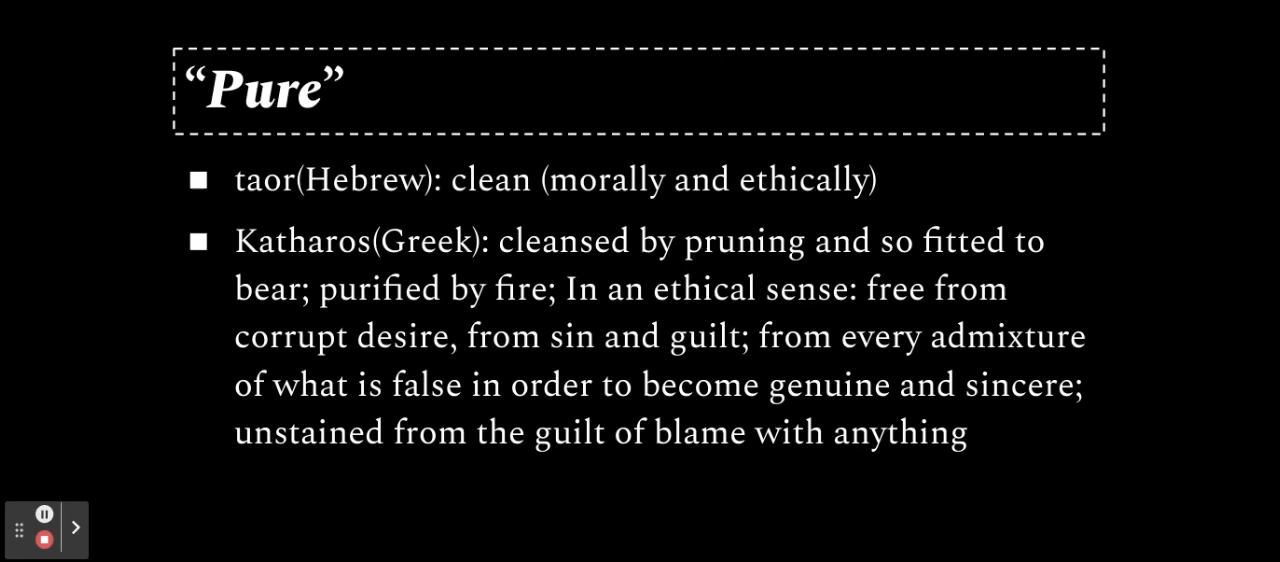 “Pure”
taor(Hebrew): clean (morally and ethically)
Katharos(Greek): cleansed by pruning and so fitted to
bear; purified by fire; In an ethical sense: free from
corrupt desire, from sin and guilt; from every admixture
of what is false in order to become genuine and sincere;
unstained from the guilt of blame with anything